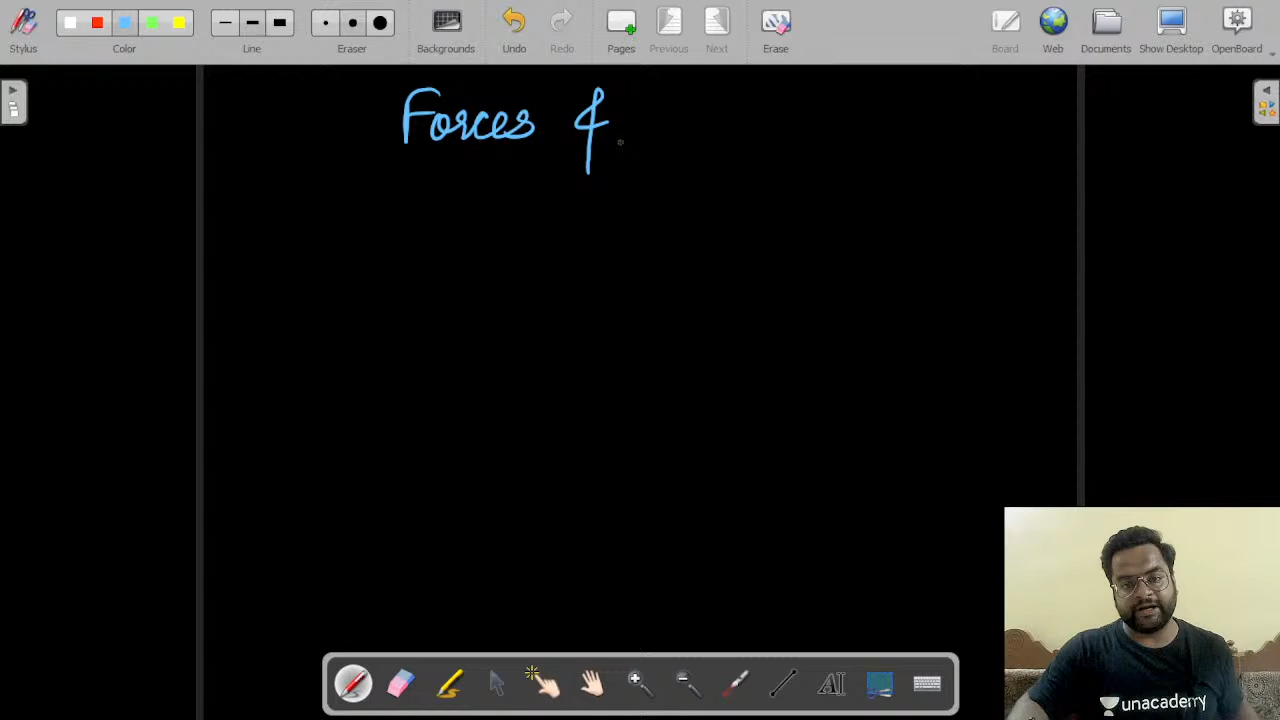 Stylus Color Line Eraser Backgrounds Undo Redo Pages Previous Next Erase Board Web Documents Show Desktop OpenBoard
Forces &
AI
unacademy